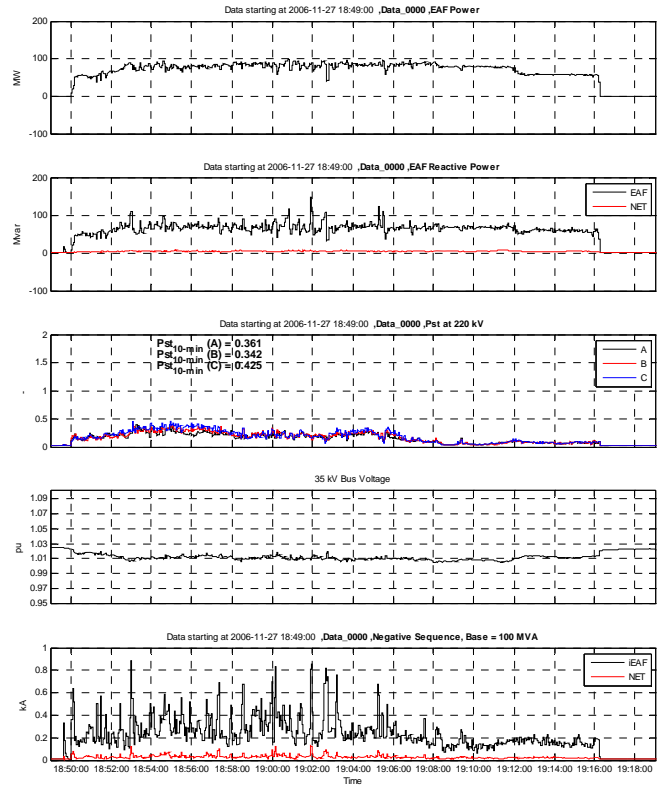 Data starting at 2006-11-27 18:49:00 ,Data_0000 ,EAF Power
200
100
0
-100
MW
Data starting at 2006-11-27 18:49:00 ,Data_0000 ,EAF Reactive Power
200
100
0
-100
Mvar
EAF
NET
Data starting at 2006-11-27 18:49:00 ,Data_0000 ,Pst at 220 kV
2
1.5
1
0.5
0
-
Pst10-min (A) = 0.361
Pst10-min (B) = 0.342
Pst10-min (C) = 0.425
A
B
C
35 kV Bus Voltage
1.09
1.07
1.05
1.03
1.01
0.99
0.97
0.95
pu
Data starting at 2006-11-27 18:49:00 ,Data_0000 ,Negative Sequence, Base = 100 MVA
1
0.8
0.6
0.4
0.2
0
kA
iEAF
NET
18:50:00 18:52:00 18:54:00 18:56:00 18:58:00 19:00:00 19:02:00 19:04:00 19:06:00 19:08:00 19:10:00 19:12:00 19:14:00 19:16:00 19:18:00
Time